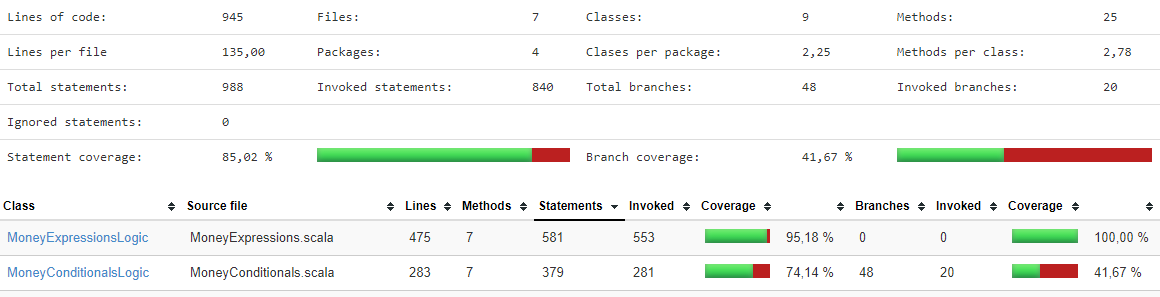 Lines of code: 945 Files: 7 Classes: 9 Methods: 25
Lines per file 135,00 Packages: 4 Clases per package: 2,25 Methods per class: 2,78
Total statements: 988 Invoked statements: 840 Total branches: 48 Invoked branches: 20
Ignored statements: 0
Statement coverage: 85,02 % Branch coverage: 41,67 %
Class Source file Lines Methods Statements Invoked Coverage Branches Invoked Coverage
MoneyExpressionsLogic MoneyExpressions.scala 475 7 581 553 95,18 % 0 0 100,00 %
MoneyConditionalsLogic MoneyConditionals.scala 283 7 379 281 74,14 % 48 20 41,67 %